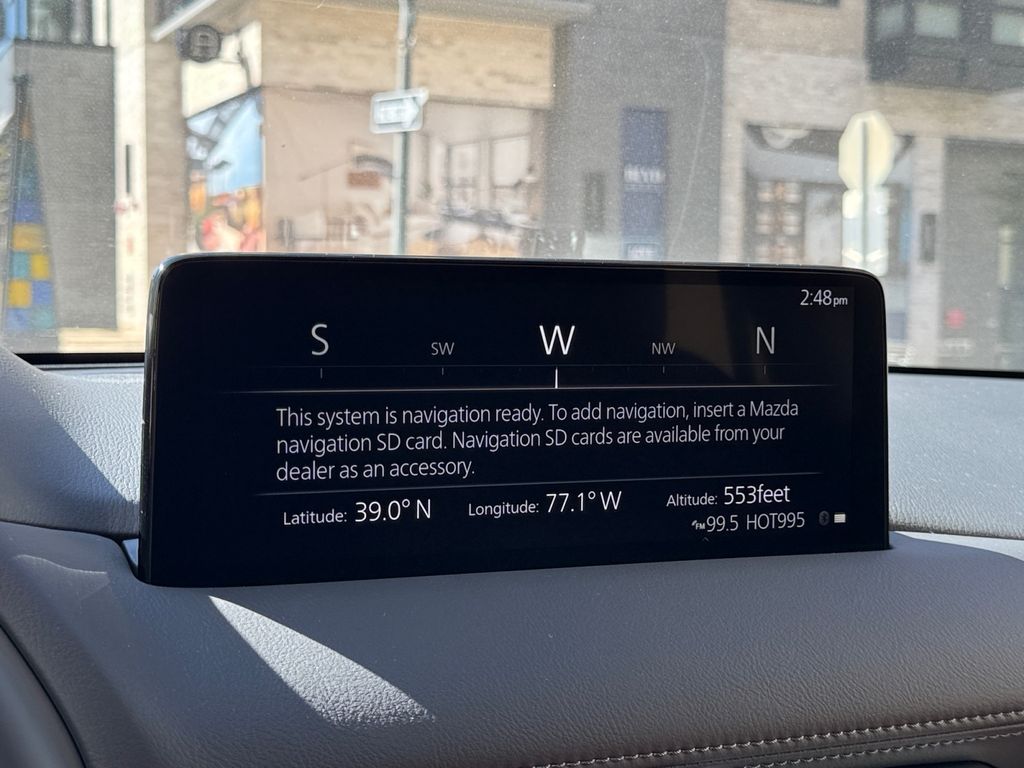 2:48pm
S SW W NW N
This system is navigation ready. To add navigation, insert a Mazda
navigation SD card. Navigation SD cards are available from your
dealer as an accessory.
Latitude: 39.0° N Longitude: 77.1° W Altitude: 553feet
FM 99.5 HOT995